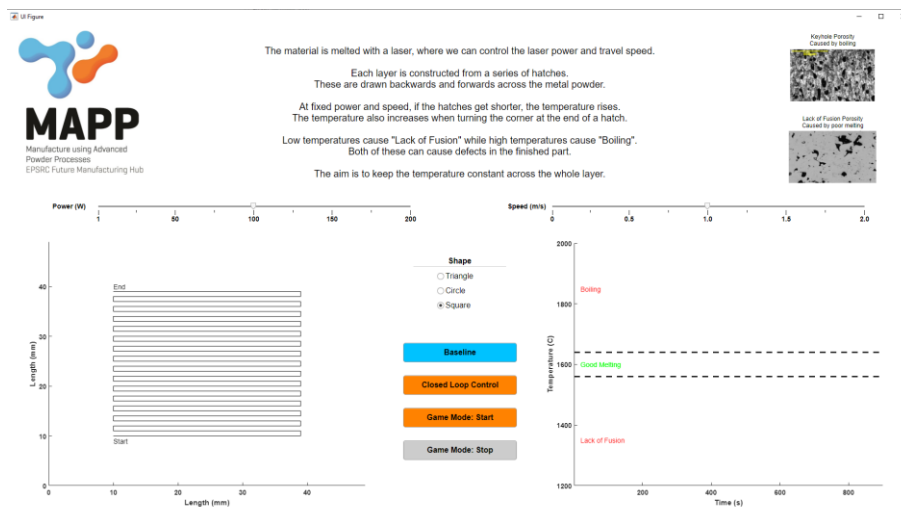 UI Figure
MAPP
Manufacture using Advanced
Powder Processes
EPSRC Future Manufacturing Hub
The material is melted with a laser, where we can control the laser power and travel speed.
Each layer is constructed from a series of hatches.
These are drawn backwards and forwards across the metal powder.
At fixed power and speed, if the hatches get shorter, the temperature rises.
The temperature also increases when turning the corner at the end of a hatch.
Low temperatures cause "Lack of Fusion" while high temperatures cause "Boiling".
Both of these can cause defects in the finished part.
The aim is to keep the temperature constant across the whole layer.
Keyhole Porosity
Caused by boiling
Lack of Fusion Porosity
Caused by poor melting
Power (W)
1 50 100 150 200
Speed (m/s)
0 0.5 1.0 1.5 2.0
Length (mm)
40
30
20
10
0
End
Start
0 10 20 30 40
Length (mm)
Shape
Triangle
Circle
Square
Baseline
Closed Loop Control
Game Mode: Start
Game Mode: Stop
Temperature (C)
2000
1800
1600
1400
1200
Boiling
Good Melting
Lack of Fusion
200 400 600 800
Time (s)